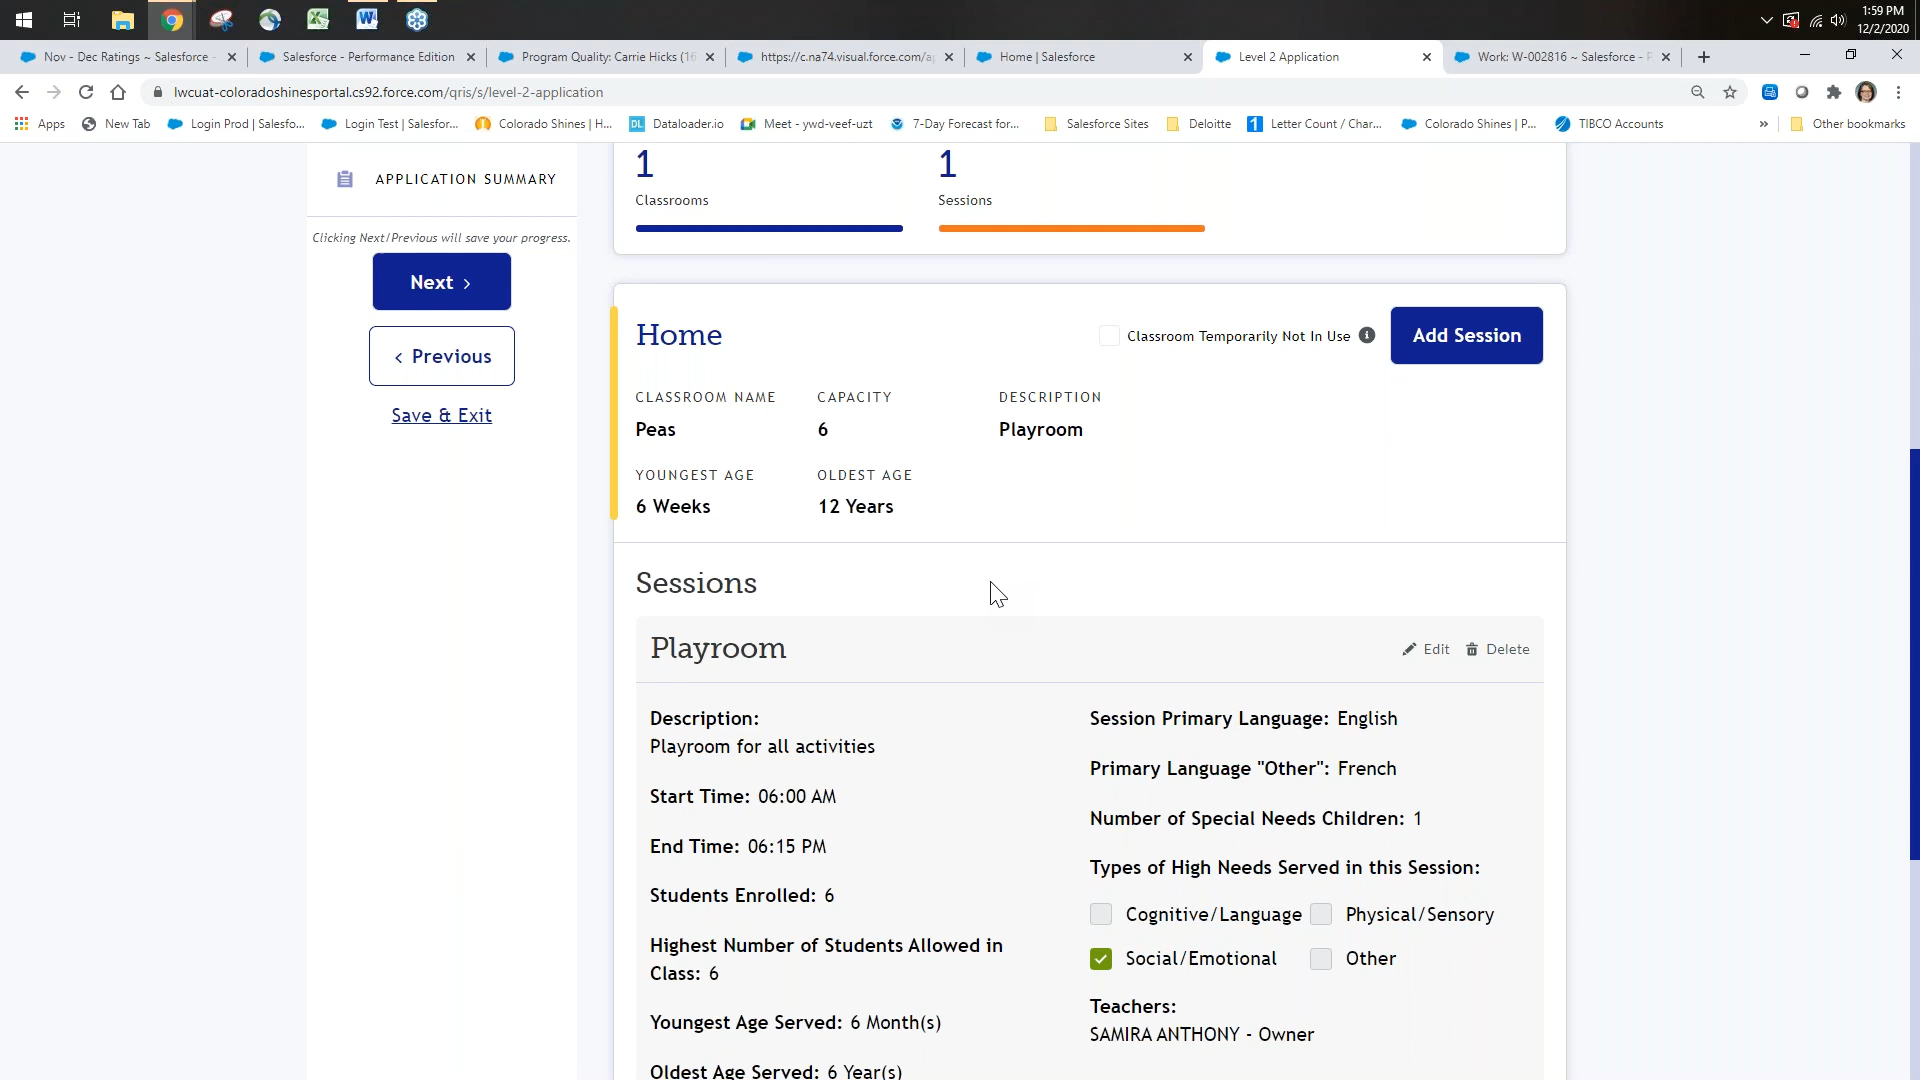 1:59 PM
12/2/2020
Nov - Dec Ratings ~ Salesforce -
Salesforce - Performance Edition
Program Quality: Carrie Hicks (16
https://c.na74.visual.force.com/a
Home | Salesforce
Level 2 Application
Work: W-002816 ~ Salesforce - P
lwcuat-coloradoshinesportal.cs92.force.com/qris/s/level-2-application
Apps
New Tab
Login Prod | Salesfo...
Login Test | Salesfor...
Colorado Shines | H...
DL Dataloader.io
Meet - ywd-veef-uzt
7-Day Forecast for...
Salesforce Sites
Deloitte
1 Letter Count / Char...
Colorado Shines | P...
TIBCO Accounts
» Other bookmarks
APPLICATION SUMMARY
Clicking Next/Previous will save your progress.
Next ›
‹ Previous
Save & Exit
1 1
Classrooms Sessions
Home
Classroom Temporarily Not In Use
Add Session
CLASSROOM NAME CAPACITY DESCRIPTION
Peas 6 Playroom
YOUNGEST AGE OLDEST AGE
6 Weeks 12 Years
Sessions
Playroom
Edit Delete
Description:
Playroom for all activities
Start Time: 06:00 AM
End Time: 06:15 PM
Students Enrolled: 6
Highest Number of Students Allowed in
Class: 6
Youngest Age Served: 6 Month(s)
Oldest Age Served: 6 Year(s)
Session Primary Language: English
Primary Language "Other": French
Number of Special Needs Children: 1
Types of High Needs Served in this Session:
Cognitive/Language Physical/Sensory
Social/Emotional Other
Teachers:
SAMIRA ANTHONY - Owner